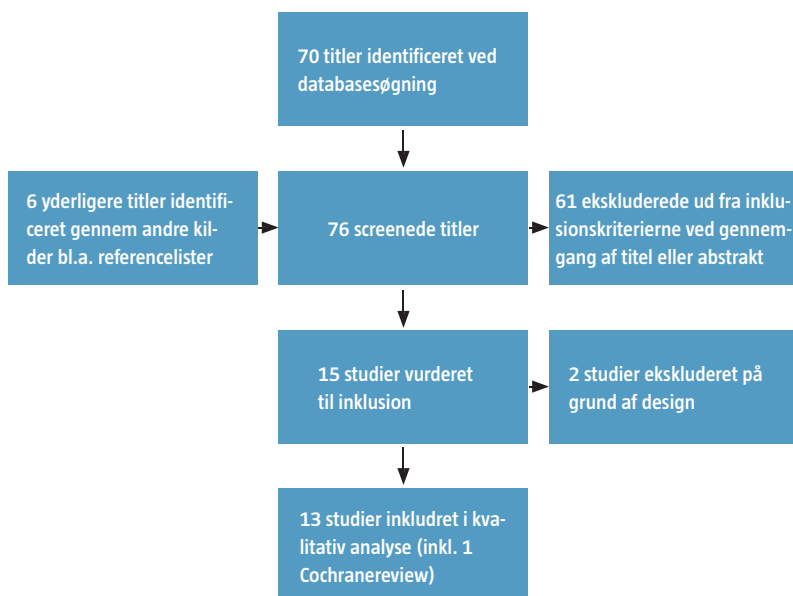 70 titler identificeret ved
databasesøgning
6 yderligere titler identifi-
ceret gennem andre kil-
der bl.a. referencelister
76 screenede titler
61 ekskluderede ud fra inklu-
sionskriterierne ved gennem-
gang af titel eller abstrakt
15 studier vurderet
til inklusion
2 studier ekskluderet på
grund af design
13 studier inkludret i kva-
litativ analyse (inkl. 1
Cochranereview)